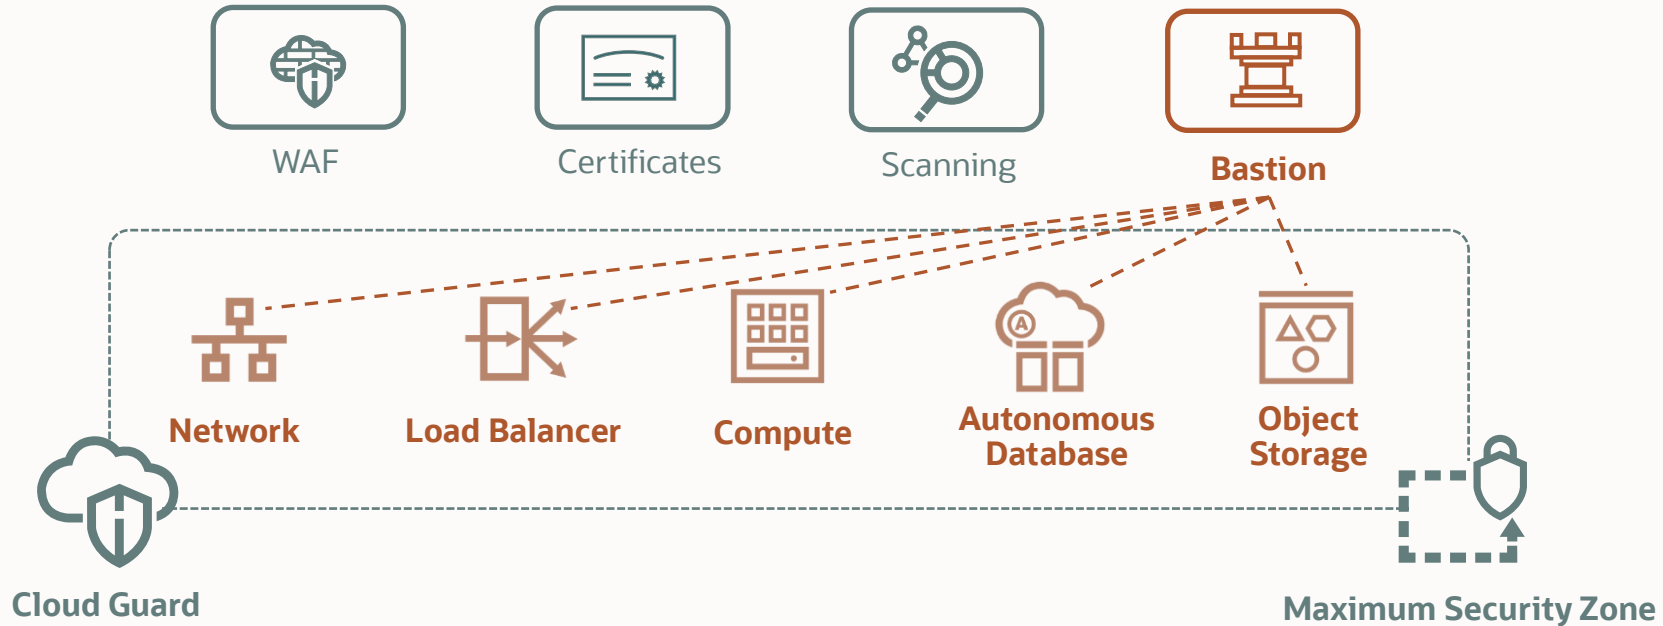 WAF
Certificates
Scanning
Bastion
Network
Load Balancer
Compute
A
Autonomous
Database
Object
Storage
Cloud Guard
Maximum Security Zone